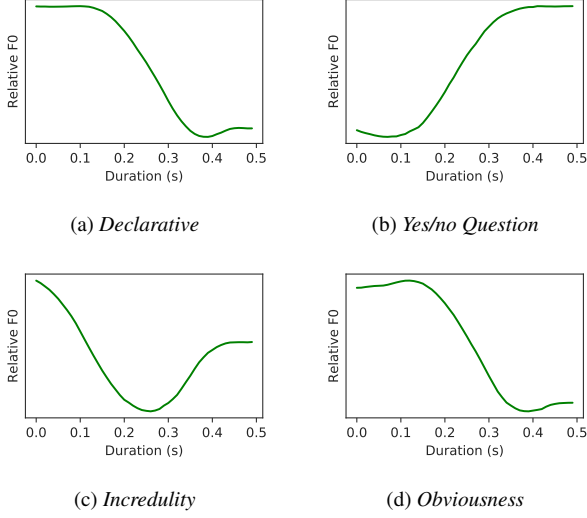 Relative F0
0.0 0.1 0.2 0.3 0.4 0.5
Duration (s)
(a) Declarative
Relative F0
0.0 0.1 0.2 0.3 0.4 0.5
Duration (s)
(b) Yes/no Question
Relative F0
0.0 0.1 0.2 0.3 0.4 0.5
Duration (s)
(c) Incredulity
Relative F0
0.0 0.1 0.2 0.3 0.4 0.5
Duration (s)
(d) Obviousness